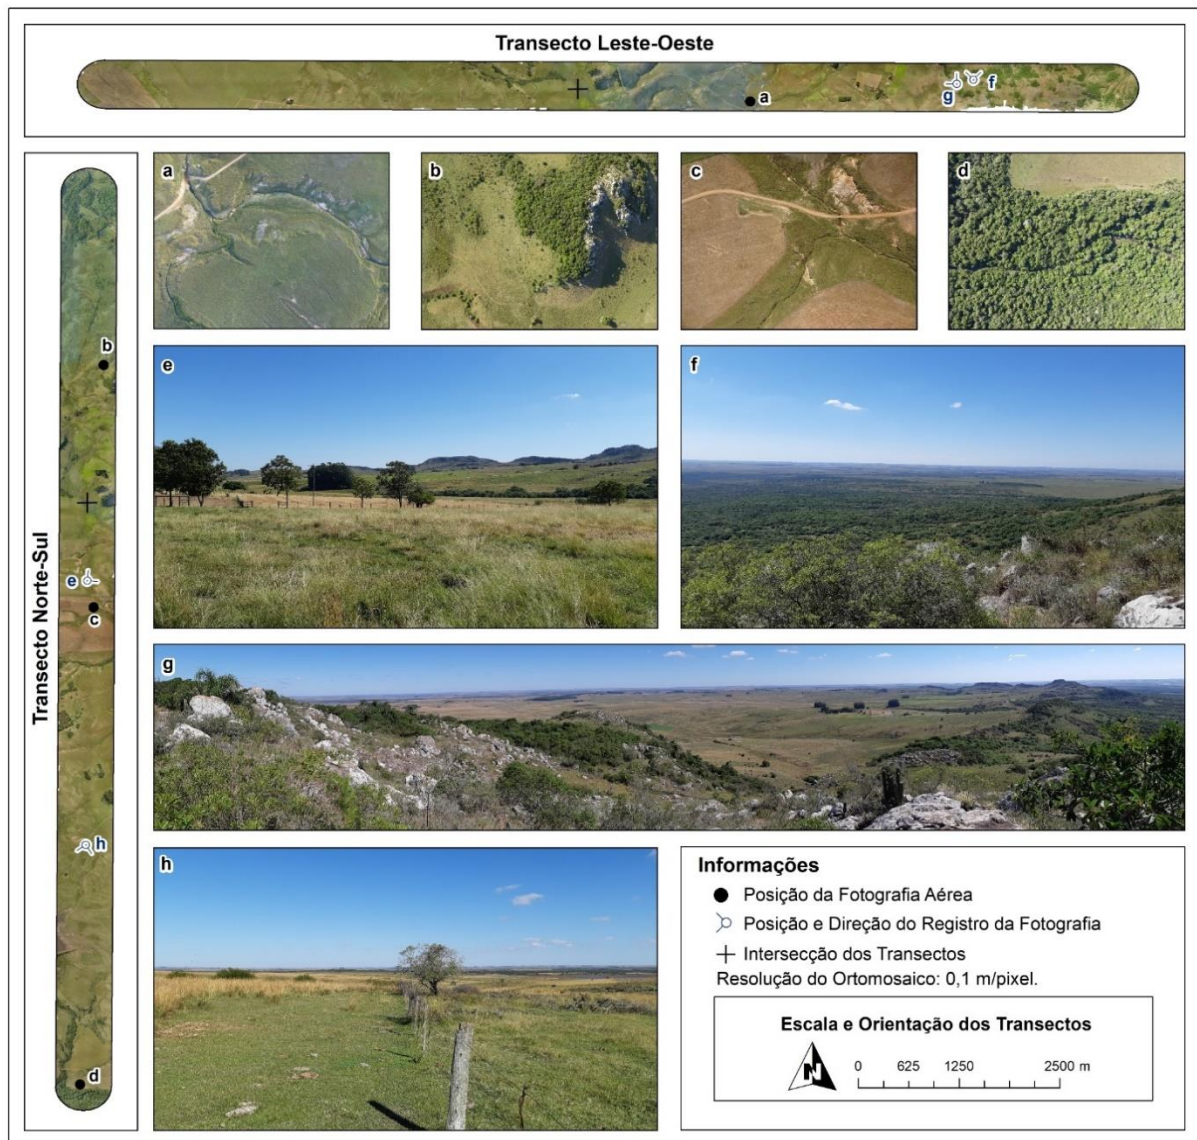 Transecto Leste-Oeste
a
g
f
Transecto Norte-Sul
b
e
c
h
d
a
b
c
d
e
f
g
h
Informações
Posição da Fotografia Aérea
Posição e Direção do Registro da Fotografia
Intersecção dos Transectos
Resolução do Ortomosaico: 0,1 m/pixel.
Escala e Orientação dos Transectos
N
0 625 1250 2500 m